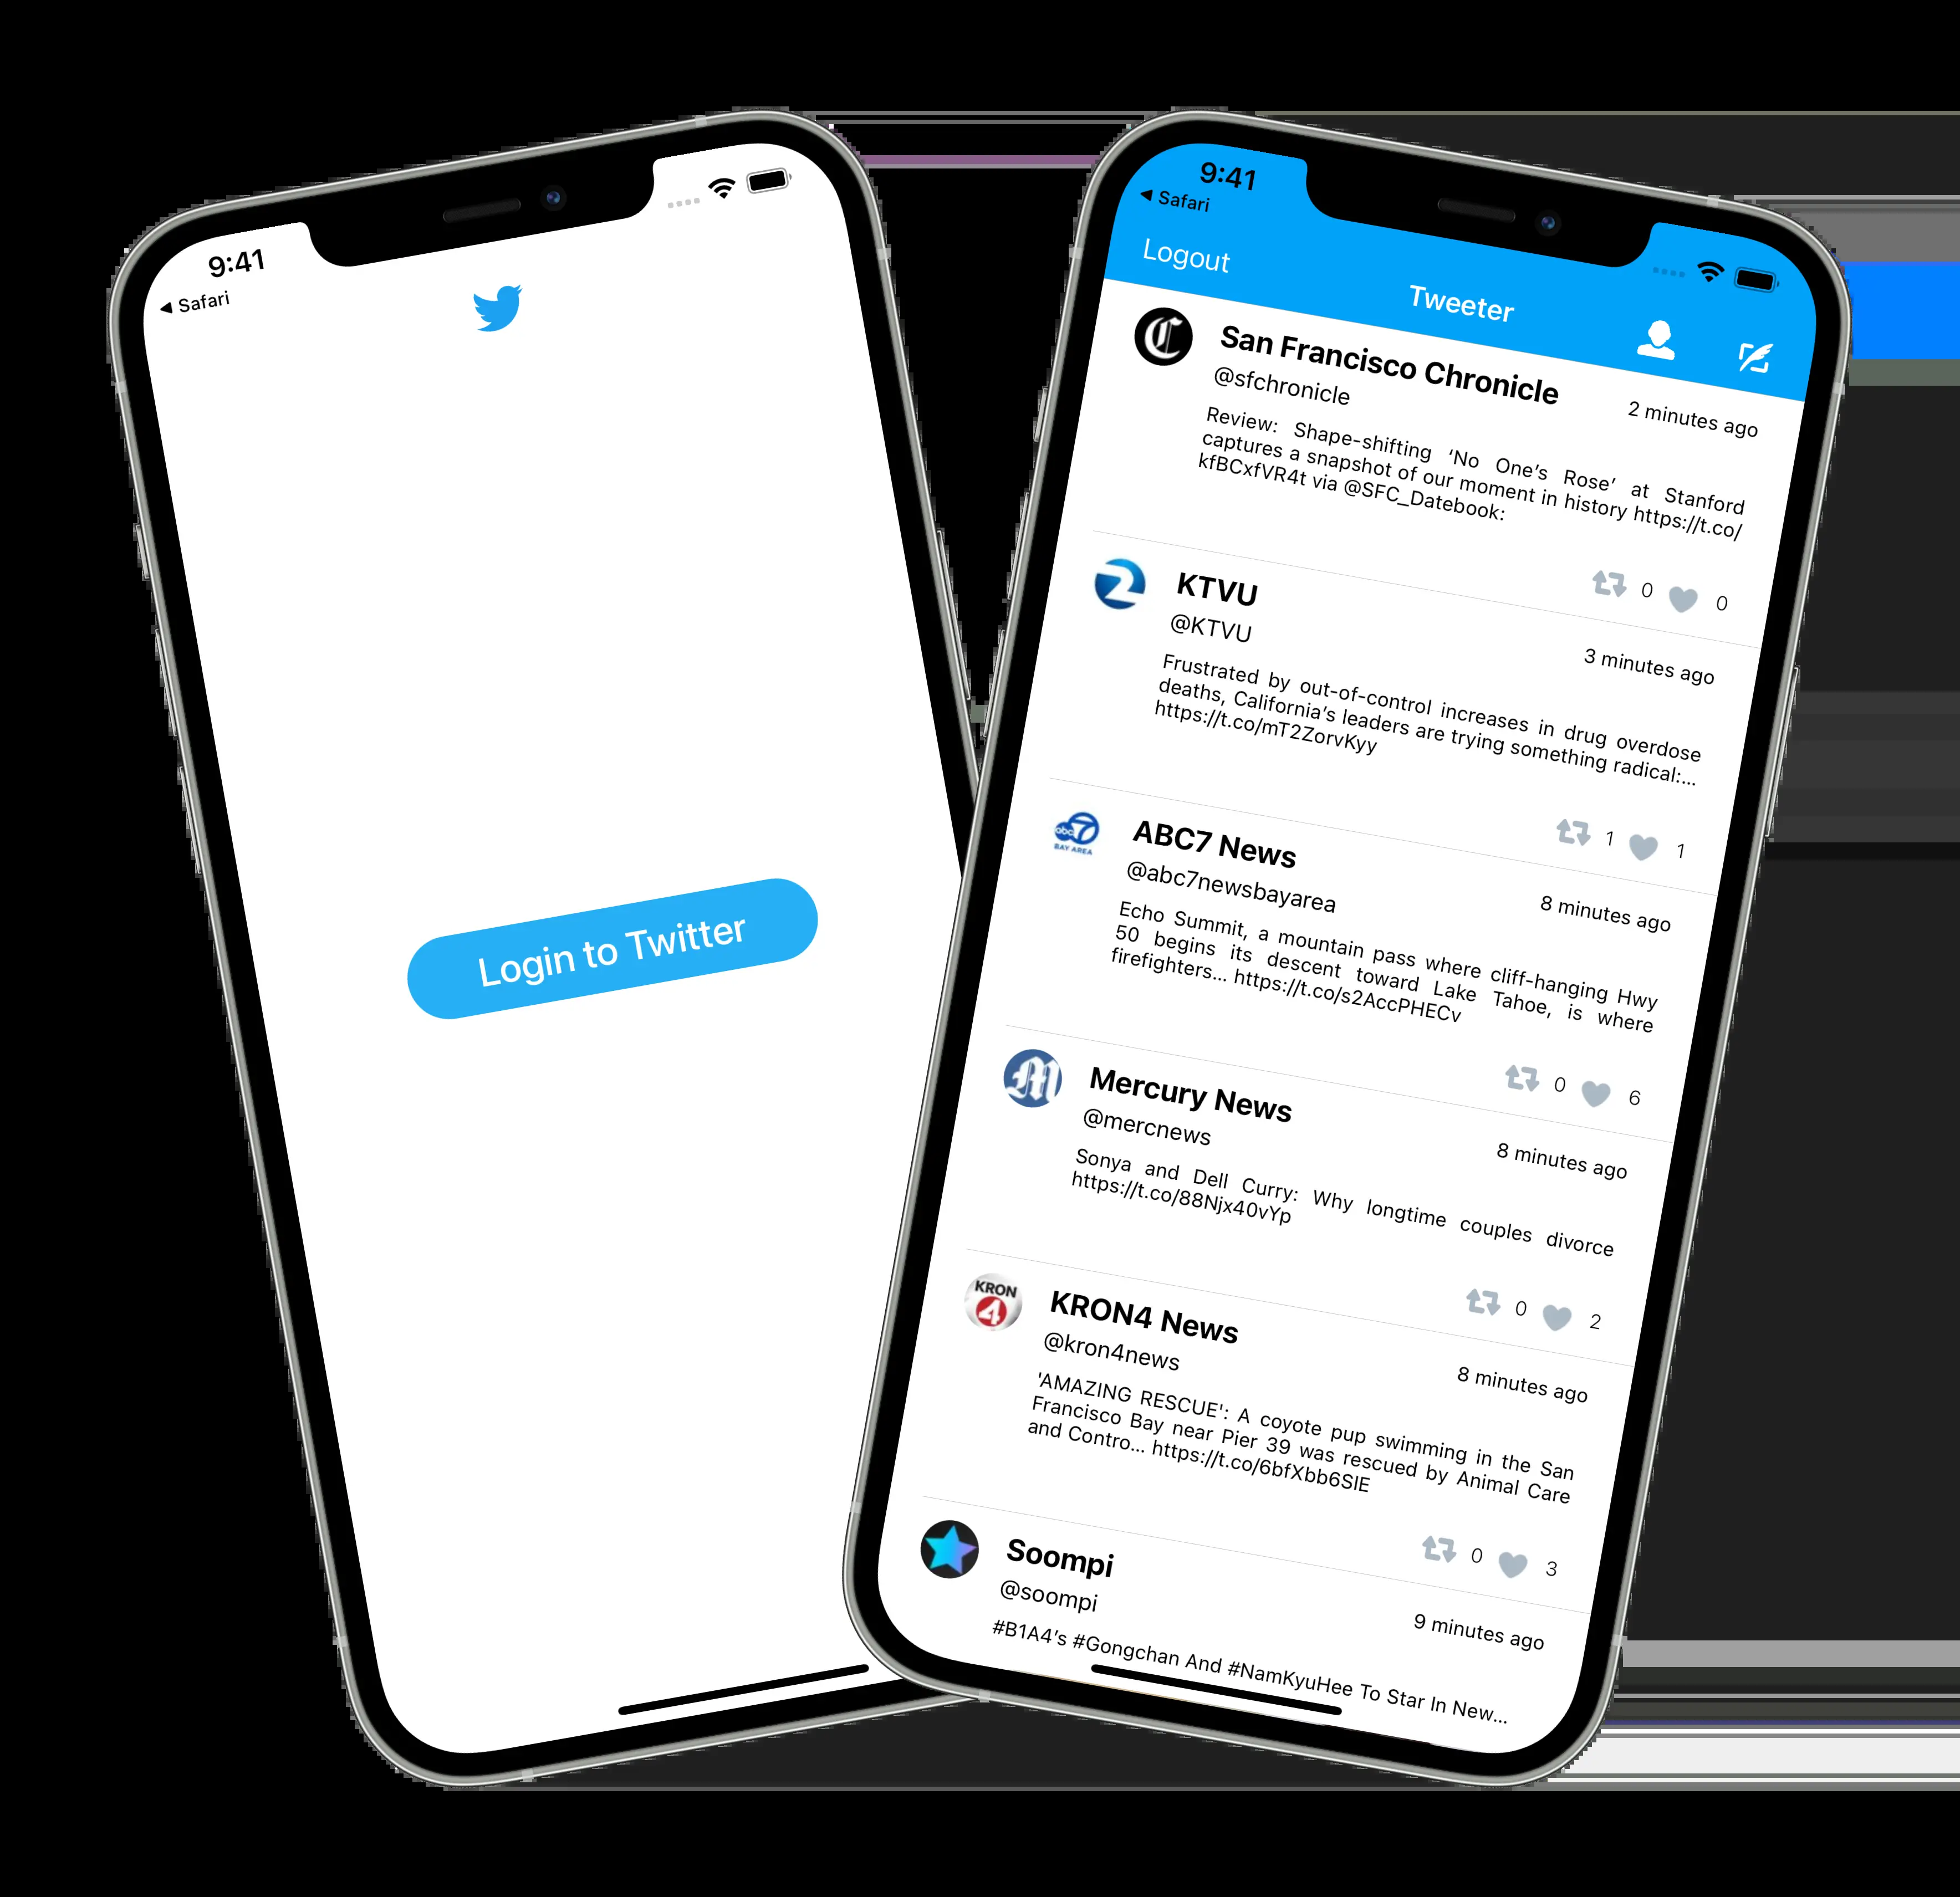 9:41
◀ Safari
Login to Twitter
9:41
◀ Safari
Logout
Tweeter
C
San Francisco Chronicle
2 minutes ago
@sfchronicle
Review: Shape-shifting ‘No One’s Rose’ at Stanford
captures a snapshot of our moment in history https://t.co/
kfBCxfVR4t via @SFC_Datebook:
0 0
2
KTVU
3 minutes ago
@KTVU
Frustrated by out-of-control increases in drug overdose
deaths, California’s leaders are trying something radical:...
https://t.co/mT2ZorvKyy
1 1
abc 7
BAY AREA
ABC7 News
8 minutes ago
@abc7newsbayarea
Echo Summit, a mountain pass where cliff-hanging Hwy
50 begins its descent toward Lake Tahoe, is where
firefighters... https://t.co/s2AccPHECv
0 6
M
Mercury News
8 minutes ago
@mercnews
Sonya and Dell Curry: Why longtime couples divorce
https://t.co/88Njx40vYp
0 2
KRON
4
KRON4 News
8 minutes ago
@kron4news
'AMAZING RESCUE': A coyote pup swimming in the San
Francisco Bay near Pier 39 was rescued by Animal Care
and Contro... https://t.co/6bfXbb6SIE
0 3
Soompi
9 minutes ago
@soompi
#B1A4’s #Gongchan And #NamKyuHee To Star In New...